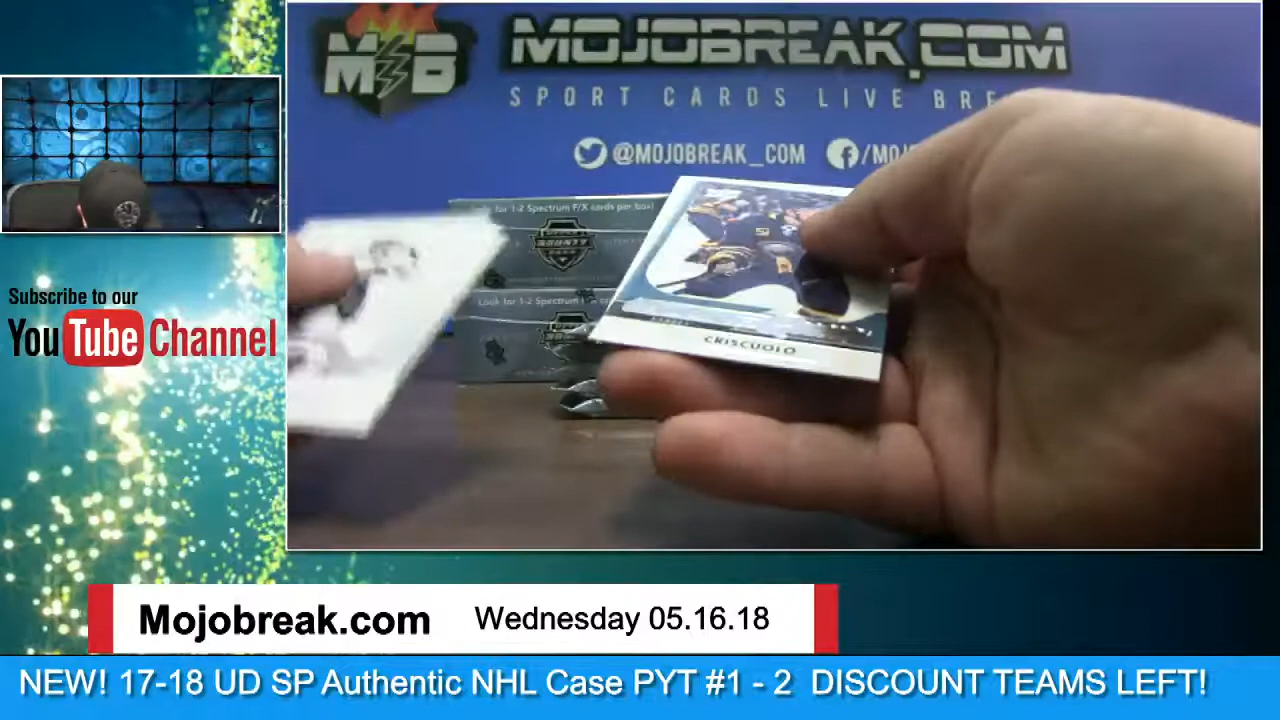 MB
MOJOBREAK.COM
SPORT CARDS LIVE BRE
@MOJOBREAK_COM
/MOJ
Look for 1-2 Spectrum F/X cards per box)
Look for 1-2 Spectrum
CRISCUOLO
Subscribe to our
YouTube Channel
Mojobreak.com
Wednesday 05.16.18
NEW! 17-18 UD SP Authentic NHL Case PYT #1 - 2 DISCOUNT TEAMS LEFT!